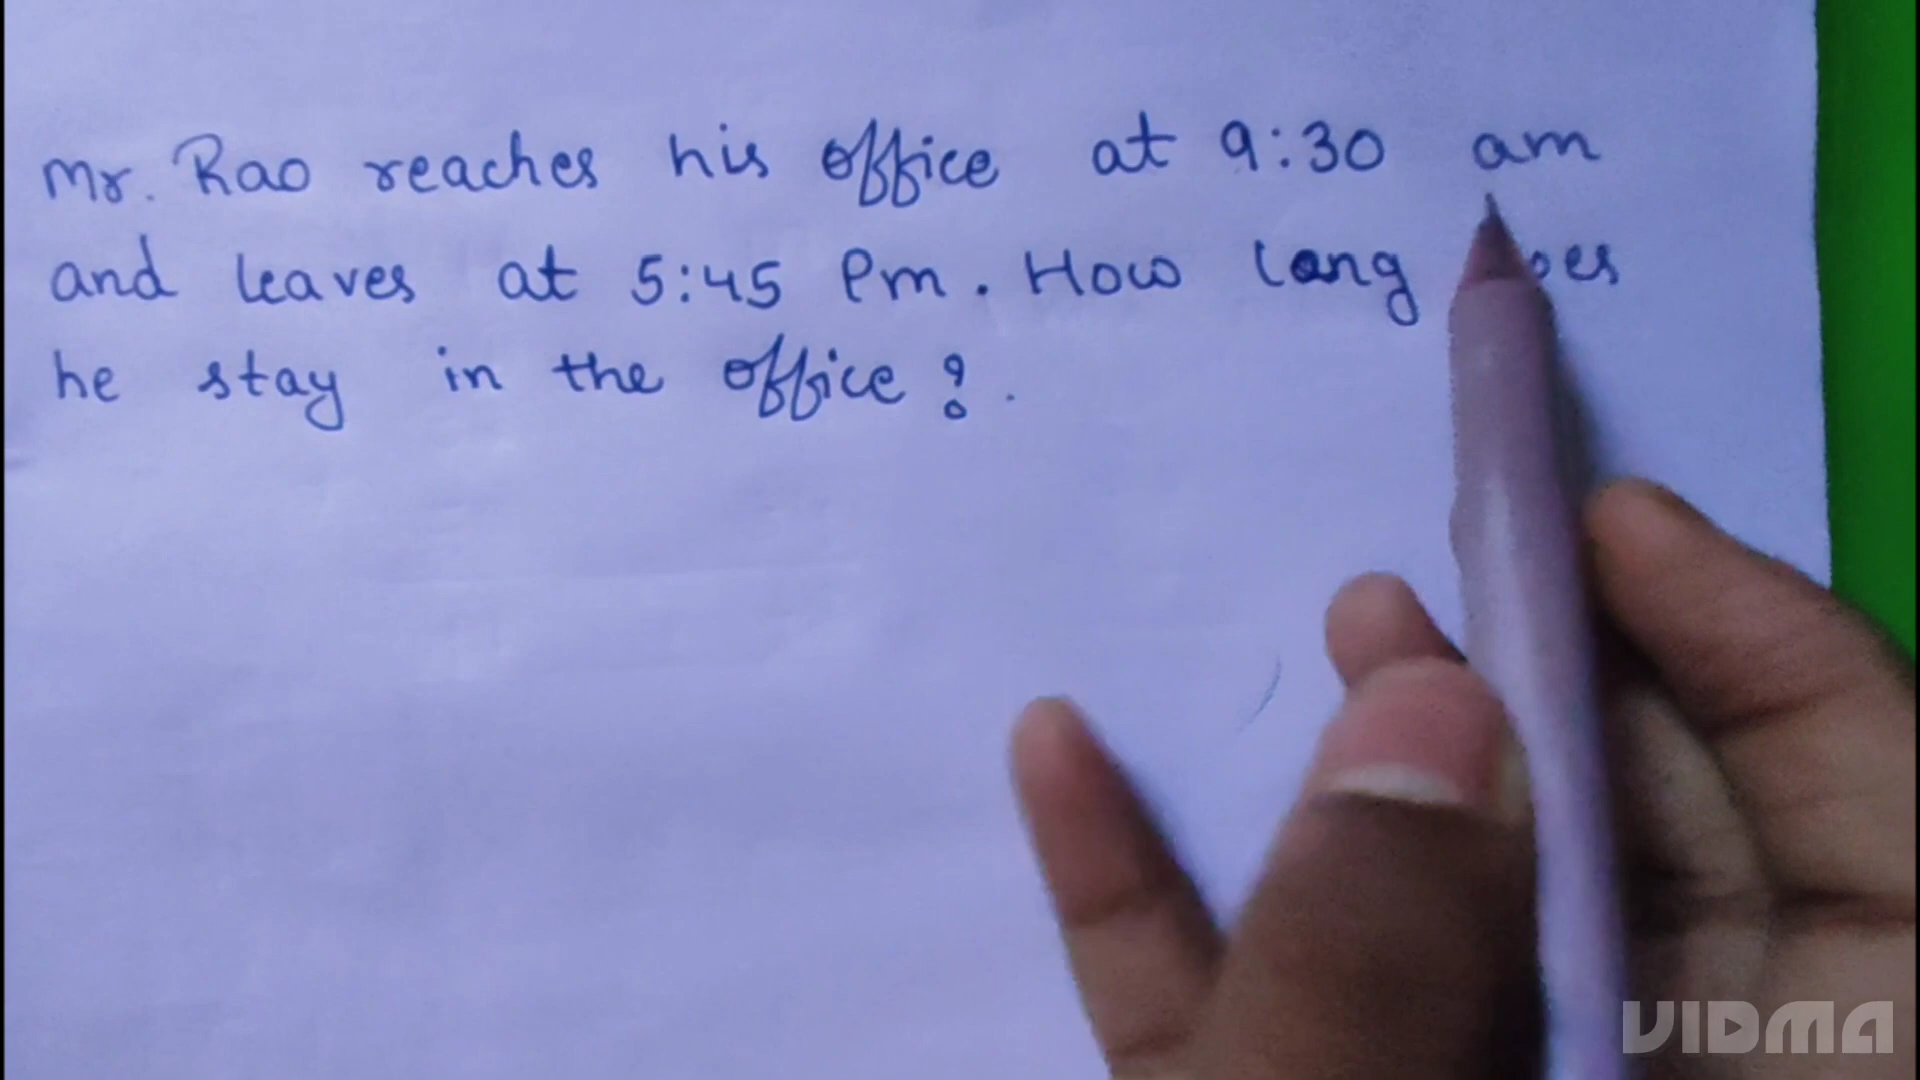 Mr. Rao reaches his office at 9:30 am
and leaves at 5:45 Pm. How long
he stay in the office ?.
VIDMA